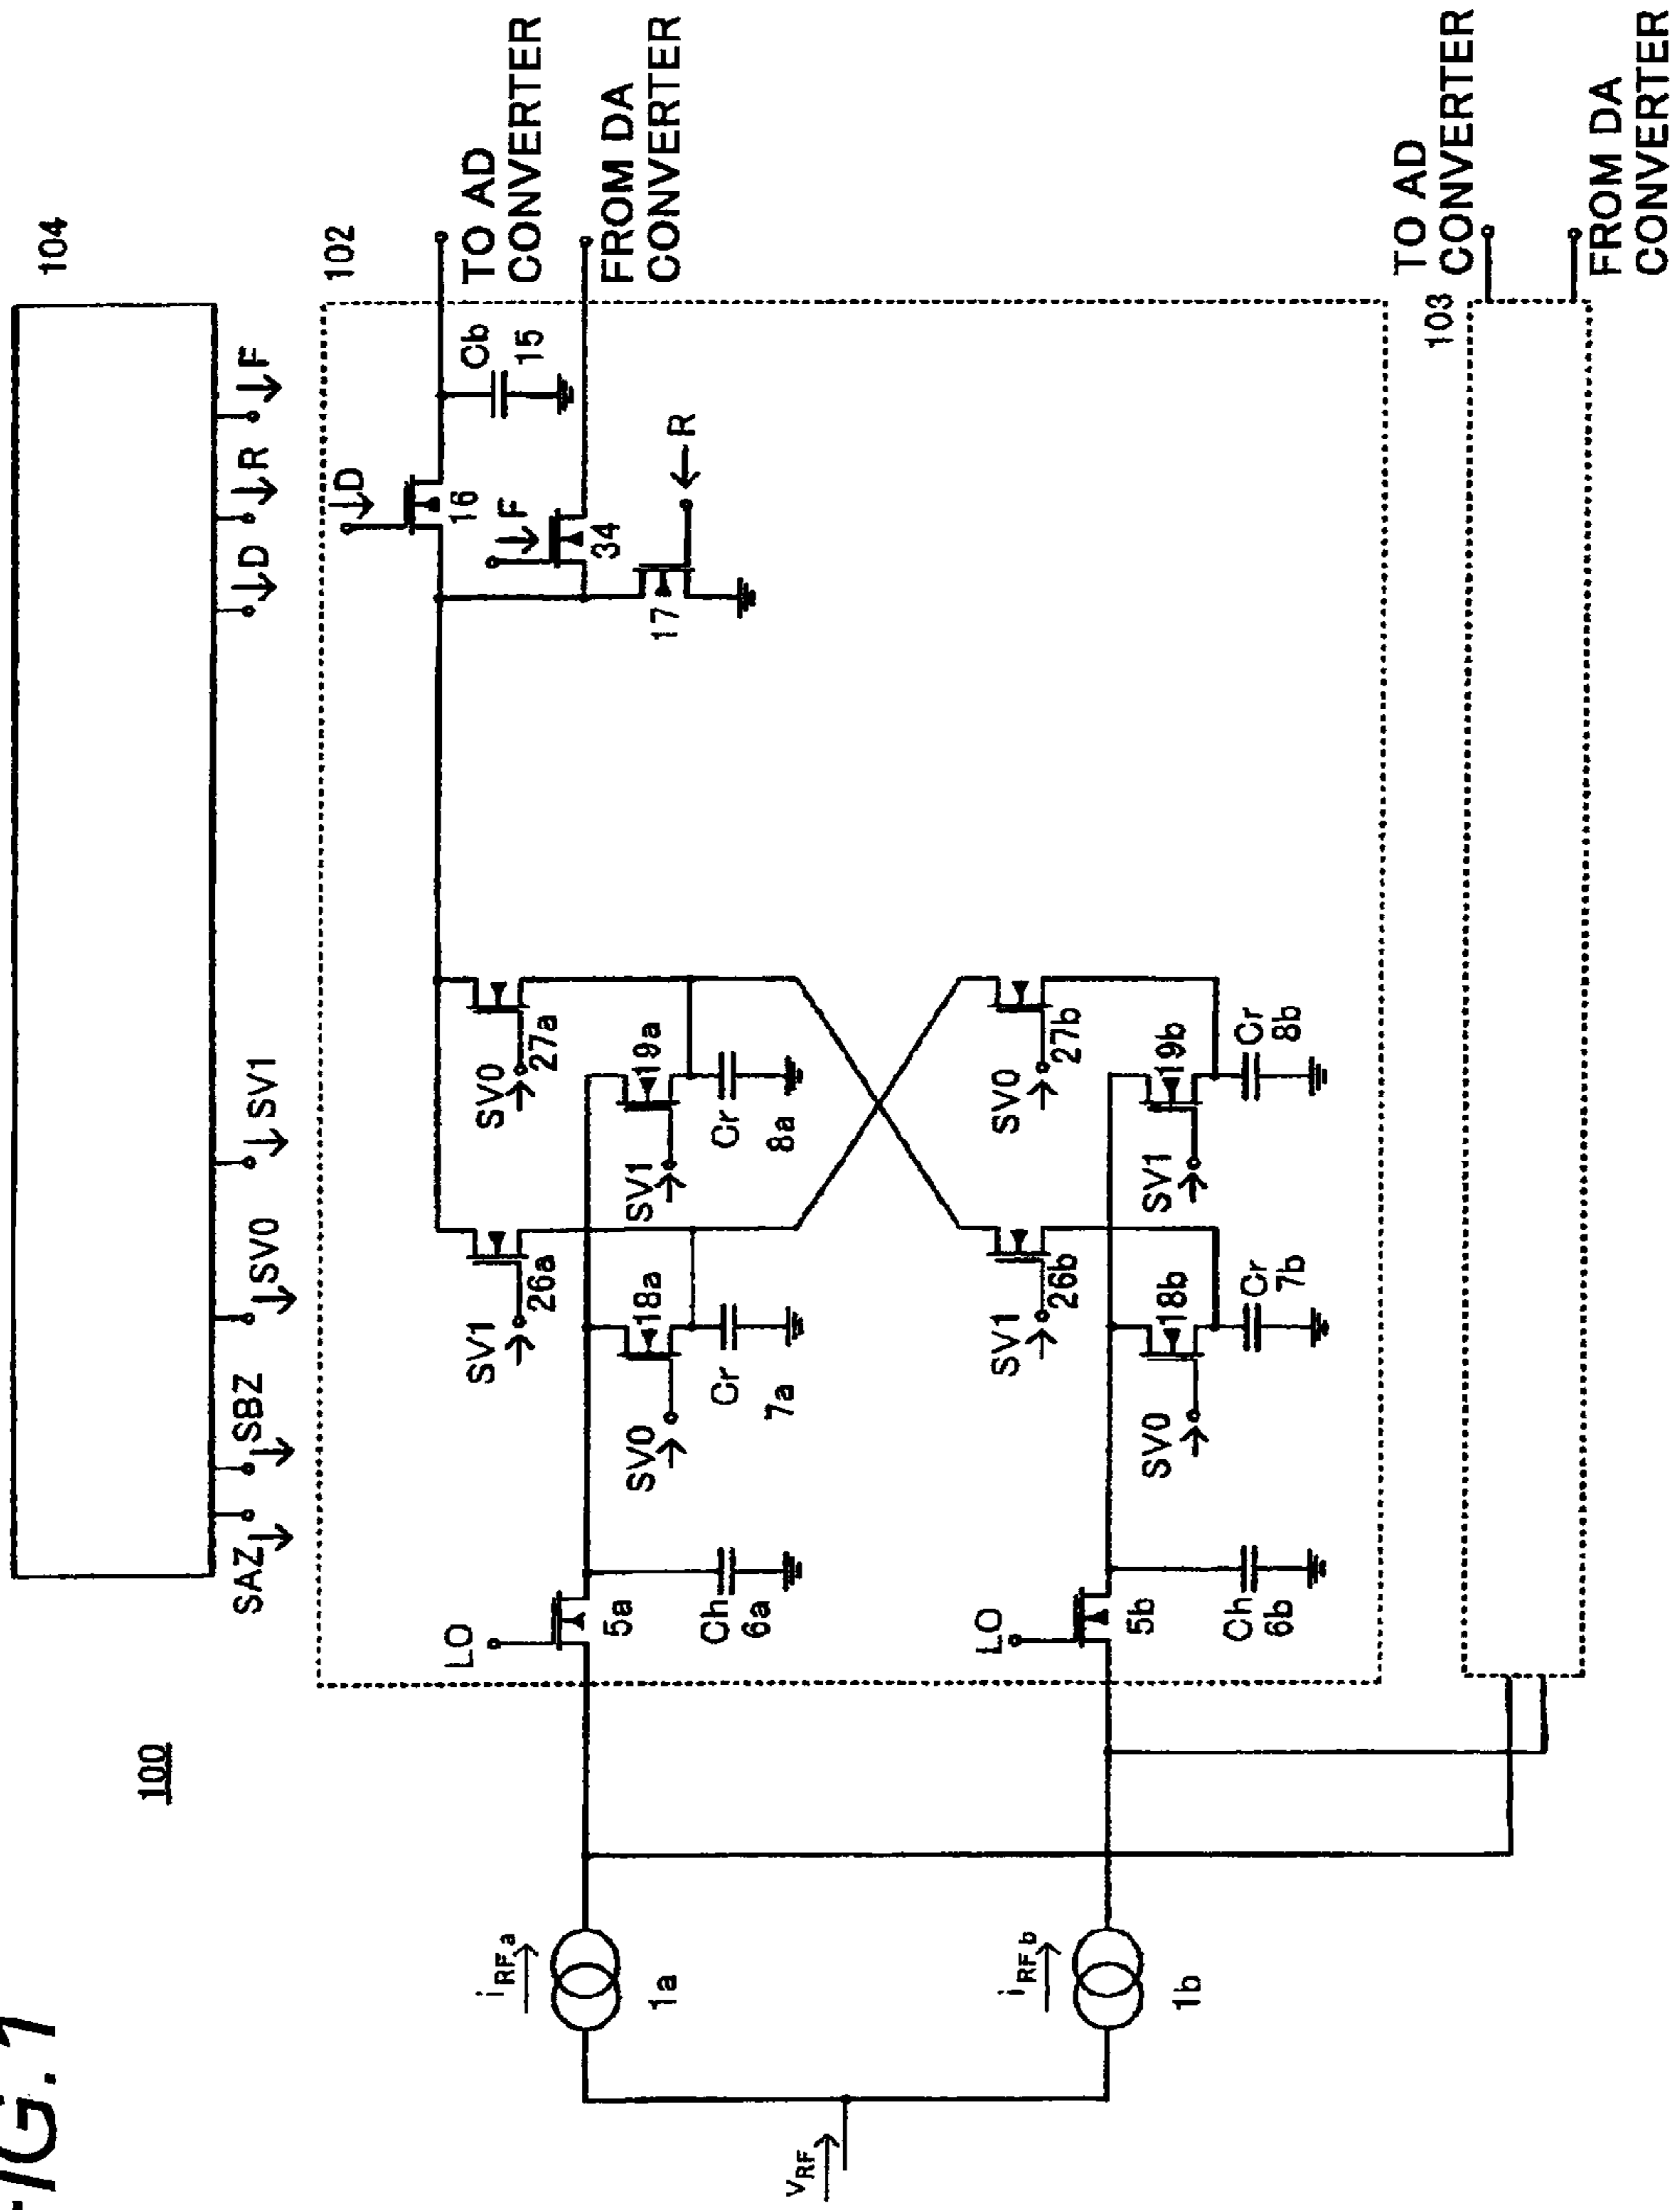 FIG.1
100
104
SAZ
SBZ
SV0
SV1
D
R
F
102
TO AD
CONVERTER
FROM DA
CONVERTER
D
16
Cb
15
F
34
R
17
SV1
26a
SV0
27a
LO
5a
Ch
6a
SV0
18a
Cr
7a
SV1
19a
Cr
8a
iRFa
1a
vRF
SV1
26b
SV0
27b
LO
5b
Ch
6b
SV0
18b
Cr
7b
SV1
19b
Cr
8b
iRFb
1b
103
TO AD
CONVERTER
FROM DA
CONVERTER